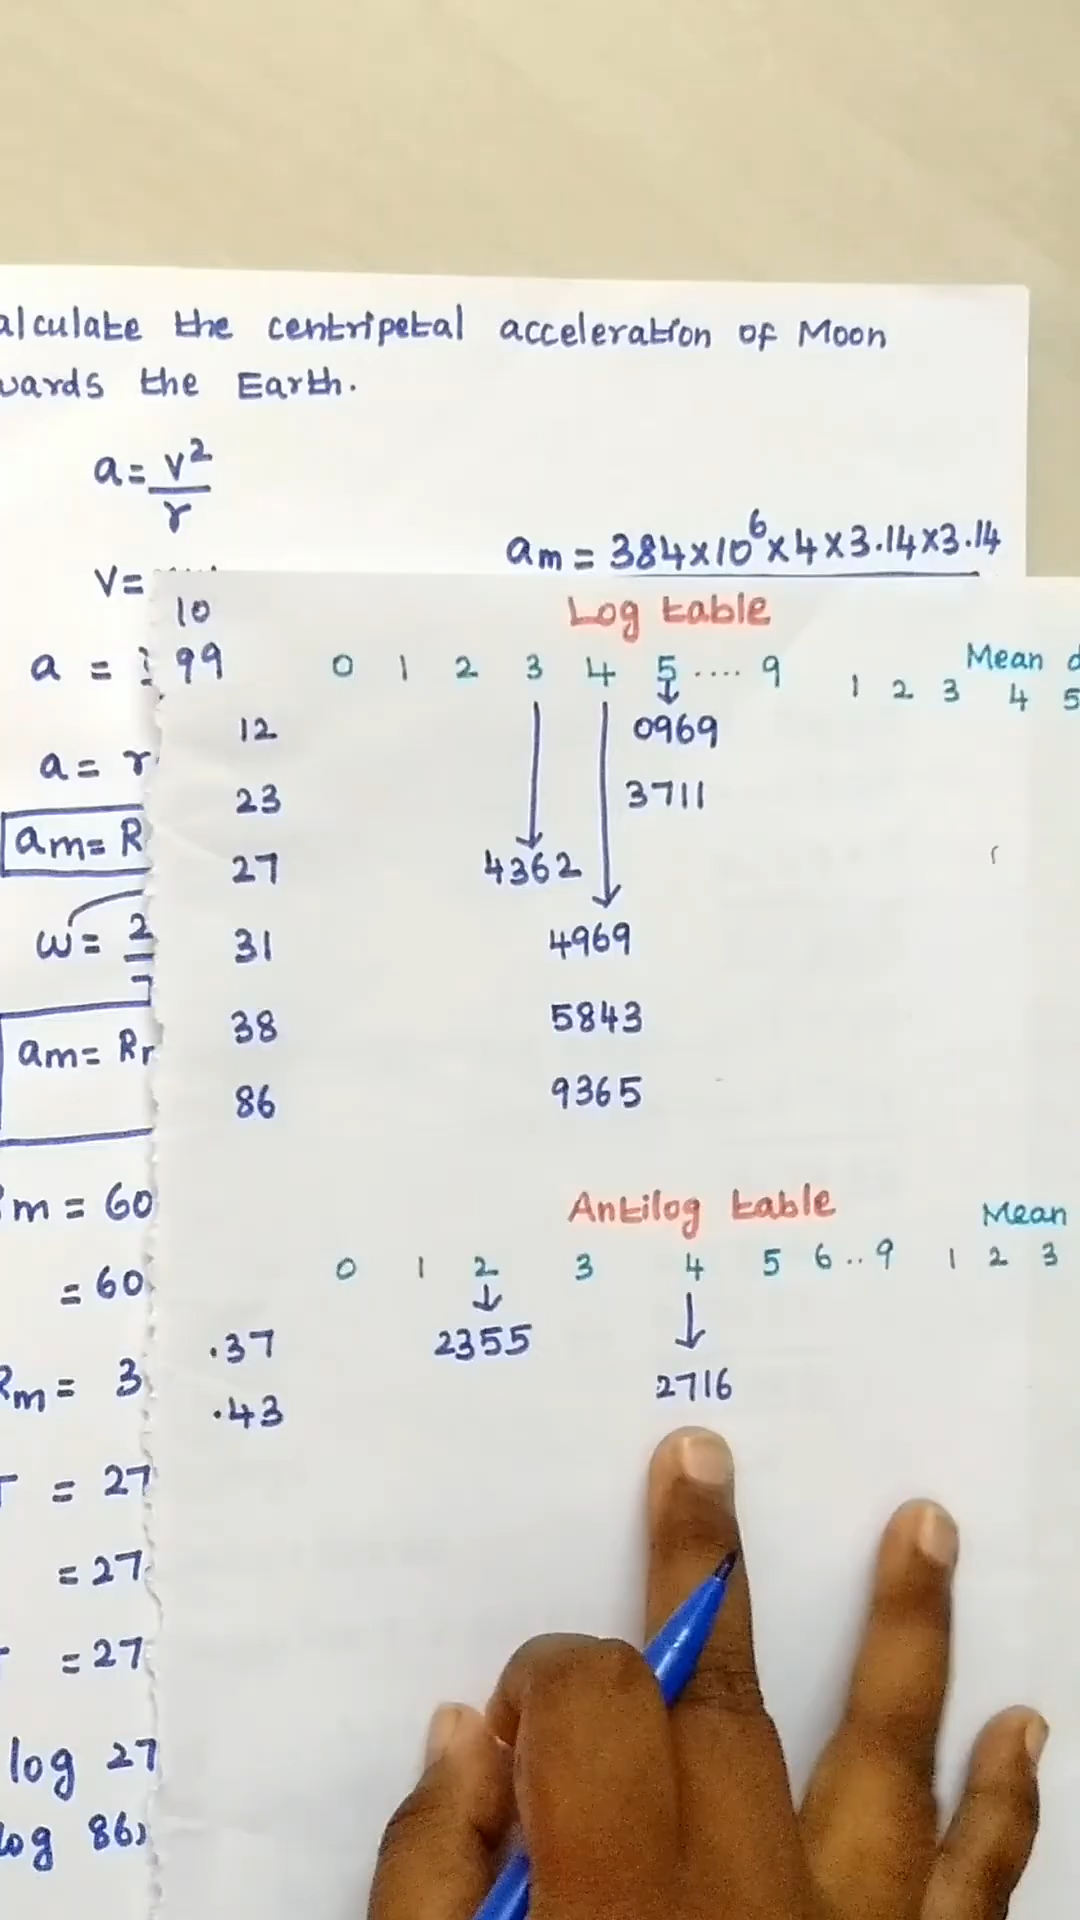 alculate the centripetal acceleration of Moon
wards the Earth.
a = v²
r
am = 384×10⁶×4×3.14×3.14
v =
a =
a = r
am = R
ω = 2
am = Rr
m = 60
= 60
Rm = 3
= 27
= 27
= 27
log 27
log 86
Log table
10
99 0 1 2 3 4 5 .... 9
Mean d
1 2 3 4 5
12 0969
23 3711
27 4362
31 4969
38 5843
86 9365
Antilog table
Mean
0 1 2 3 4 5 6 .. 9 1 2 3
.37 2355
.43 2716